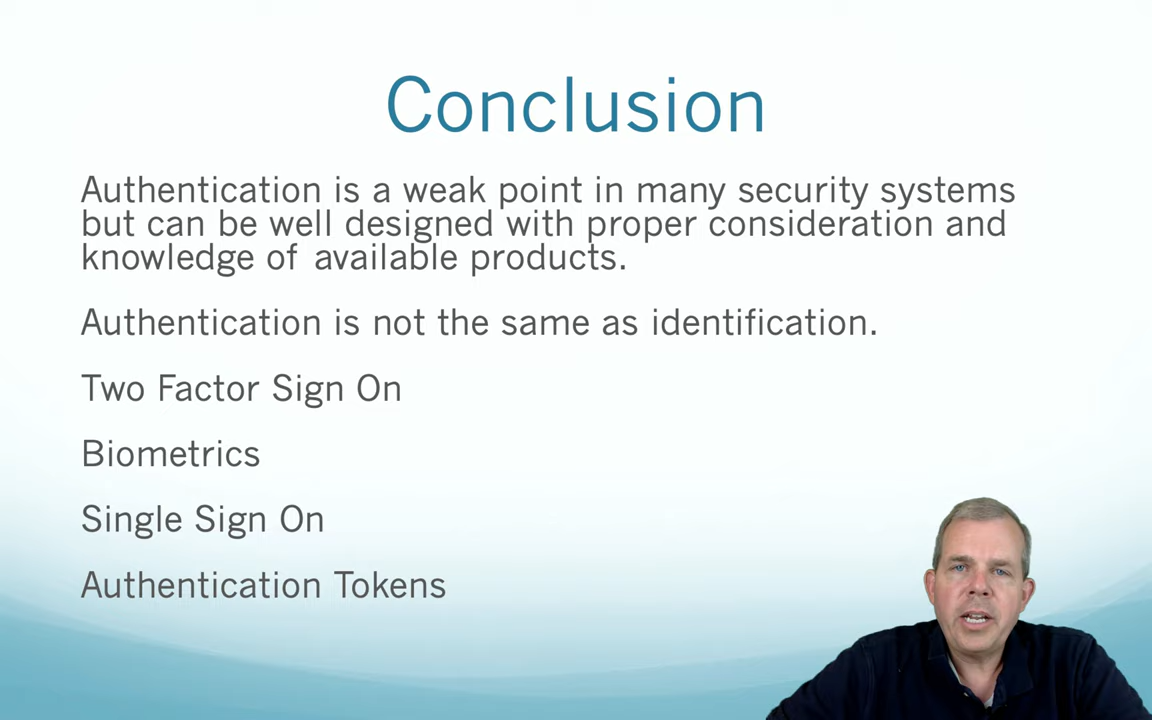 Conclusion
Authentication is a weak point in many security systems
but can be well designed with proper consideration and
knowledge of available products.
Authentication is not the same as identification.
Two Factor Sign On
Biometrics
Single Sign On
Authentication Tokens